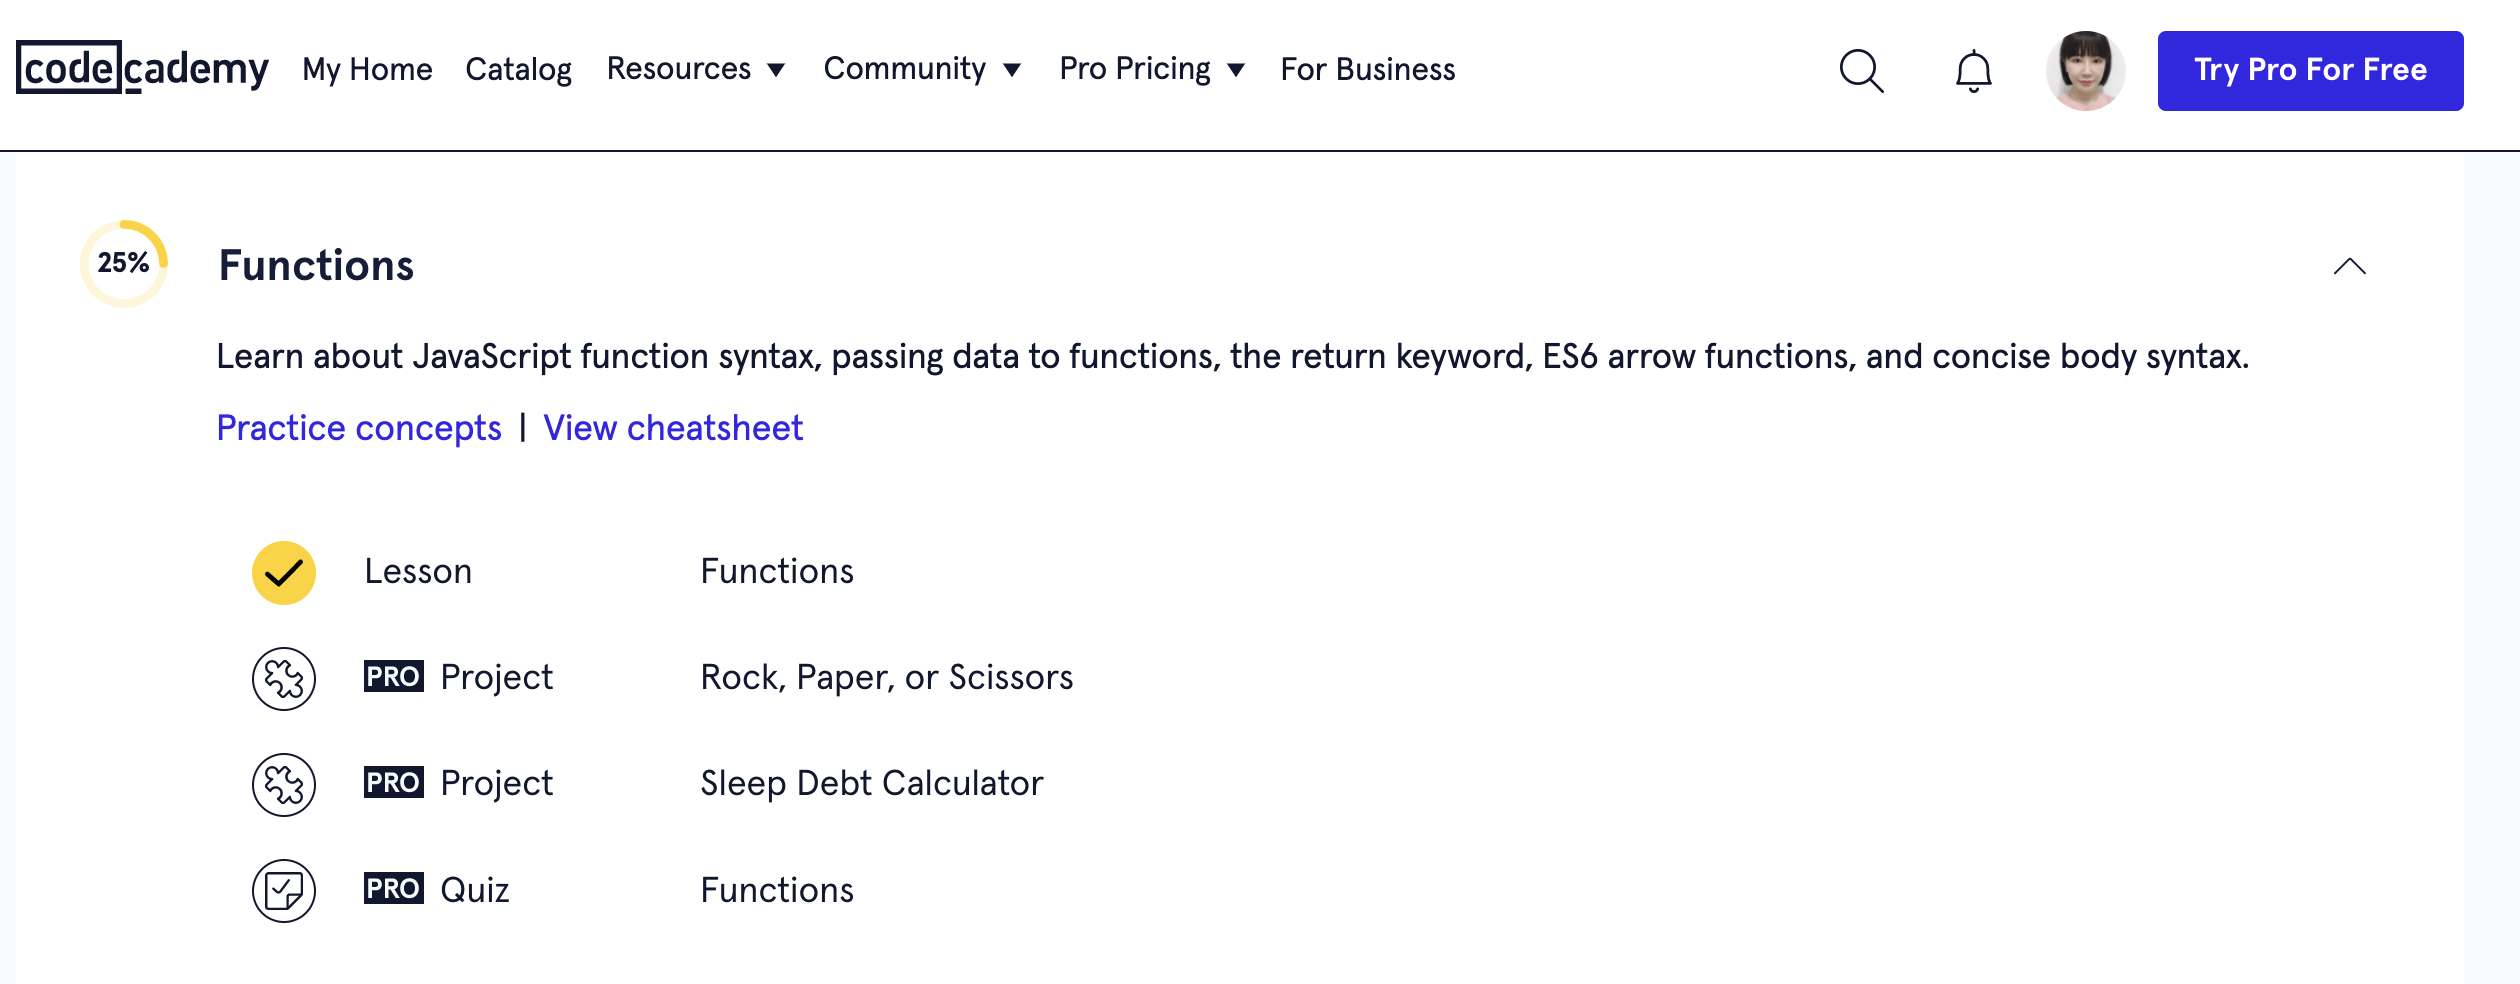 codecademy My Home Catalog Resources Community Pro Pricing For Business Try Pro For Free
25% Functions
Learn about JavaScript function syntax, passing data to functions, the return keyword, ES6 arrow functions, and concise body syntax.
Practice concepts | View cheatsheet
Lesson Functions
PRO Project Rock, Paper, or Scissors
PRO Project Sleep Debt Calculator
PRO Quiz Functions